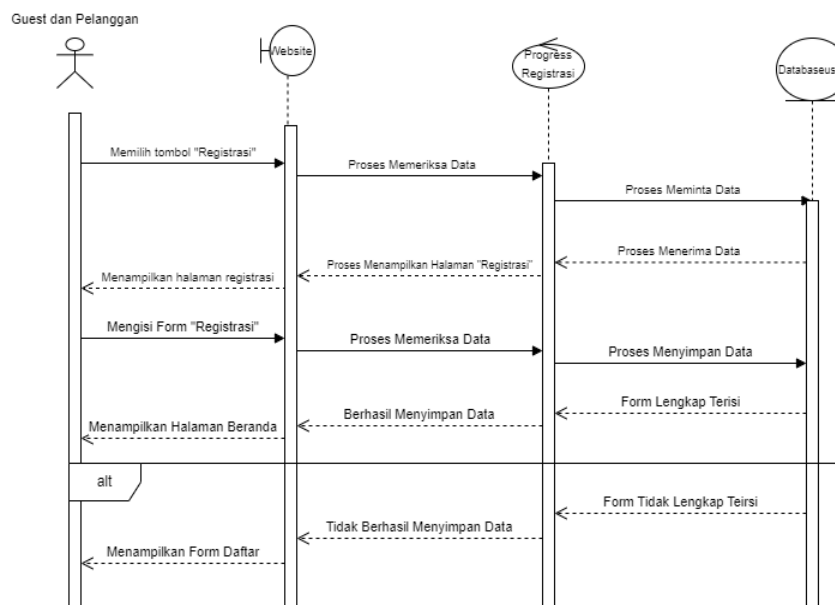 Guest dan Pelanggan
Website
Progress
Registrasi
Databaseus
Memilih tombol "Registrasi"
Proses Memeriksa Data
Proses Meminta Data
Proses Menerima Data
Proses Menampilkan Halaman "Registrasi"
Menampilkan halaman registrasi
Mengisi Form "Registrasi"
Proses Memeriksa Data
Proses Menyimpan Data
Form Lengkap Terisi
Berhasil Menyimpan Data
Menampilkan Halaman Beranda
alt
Form Tidak Lengkap Teirsi
Tidak Berhasil Menyimpan Data
Menampilkan Form Daftar